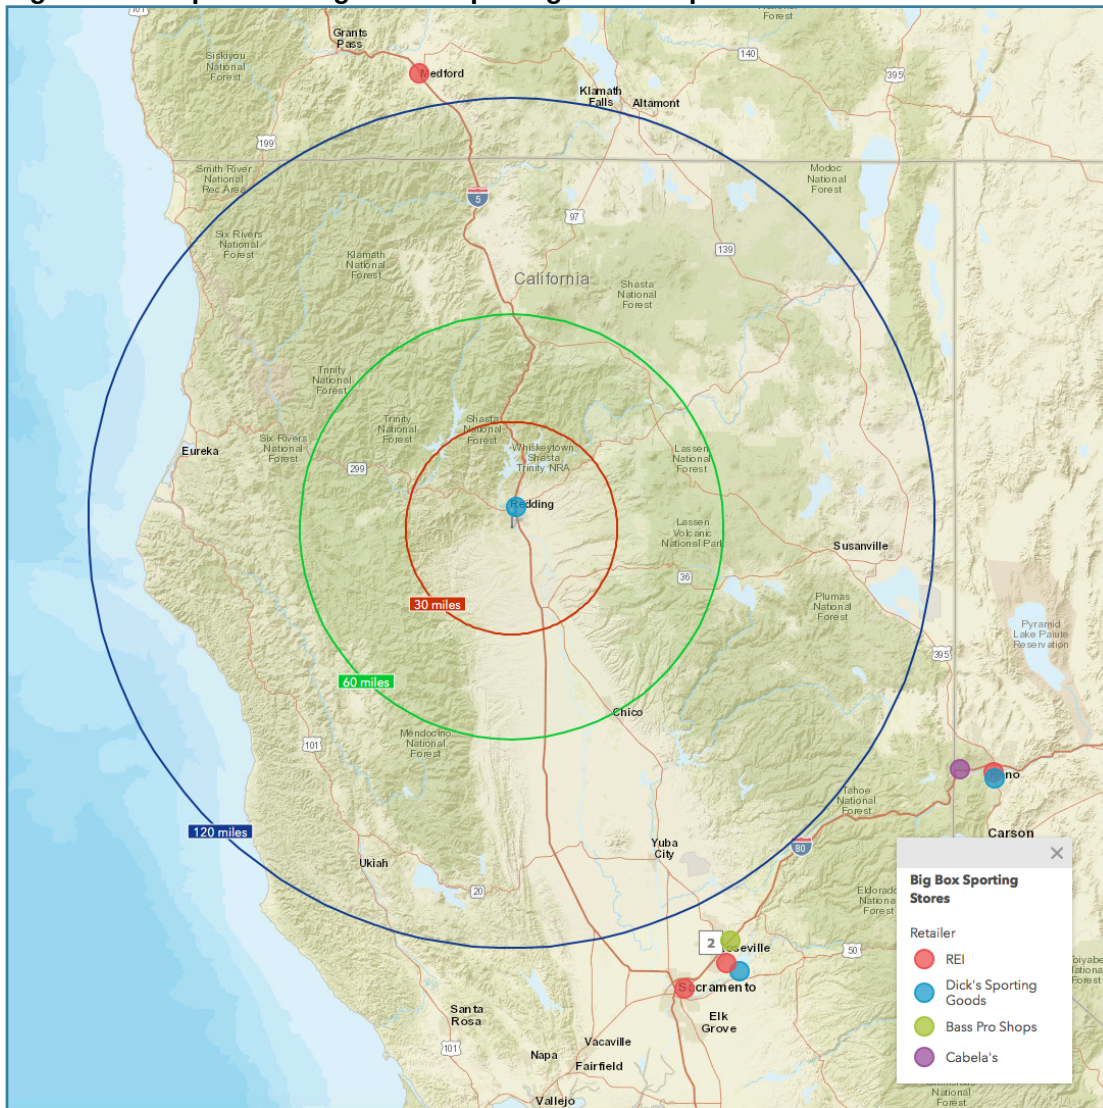 101
Grants
Pass
National
Forest
Siskiyou
National
Forest
140
395
Medford
Klamath
Falls
Altamont
199
Smith River
National
Rec Area
Modoc
National
Forest
5
97
Six Rivers
National
Forest
139
Klamath
National
Forest
California
Shasta
National
Forest
Trinity
National
Forest
Trinity
National
Forest
Shasta
National
Forest
Eureka
Six Rivers
National
Forest
Whiskeytown
Shasta
Trinity NRA
Lassen
National
Forest
299
Redding
Lassen
Volcanic
National Park
Susanville
36
30 miles
Plumas
National
Forest
Pyramid
Lake Paiute
Reservation
395
60 miles
Chico
101
Mendocino
National
Forest
Reno
Tahoe
National
Forest
120 miles
Carson
Yuba
City
80
Ukiah
20
2
Roseville
50
Sacramento
Elk
Grove
Santa
Rosa
101
Vacaville
Napa
Fairfield
Vallejo
Big Box Sporting
Stores
Retailer
REI
Dick's Sporting
Goods
Bass Pro Shops
Cabela's